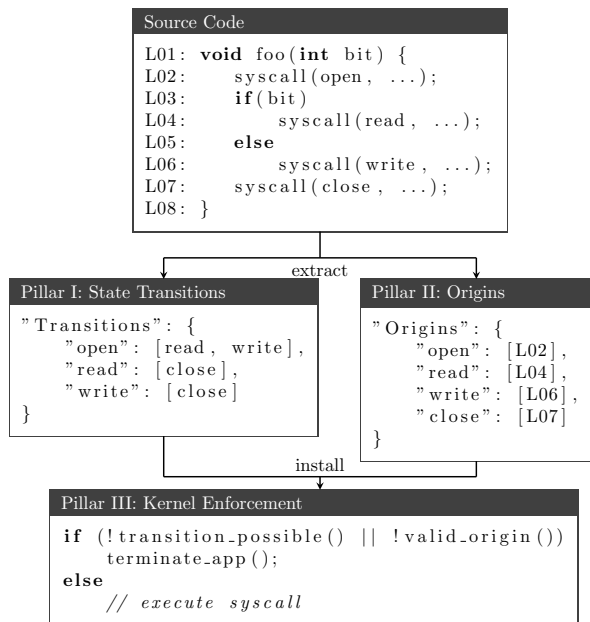 Source Code
L01: void foo(int bit) {
L02: syscall(open, ...);
L03: if(bit)
L04: syscall(read, ...);
L05: else
L06: syscall(write, ...);
L07: syscall(close, ...);
L08: }
extract
Pillar I: State Transitions
"Transitions": {
"open": [read, write],
"read": [close],
"write": [close]
}
Pillar II: Origins
"Origins": {
"open": [L02],
"read": [L04],
"write": [L06],
"close": [L07]
}
install
Pillar III: Kernel Enforcement
if (!transition_possible() || !valid_origin())
terminate_app();
else
// execute syscall